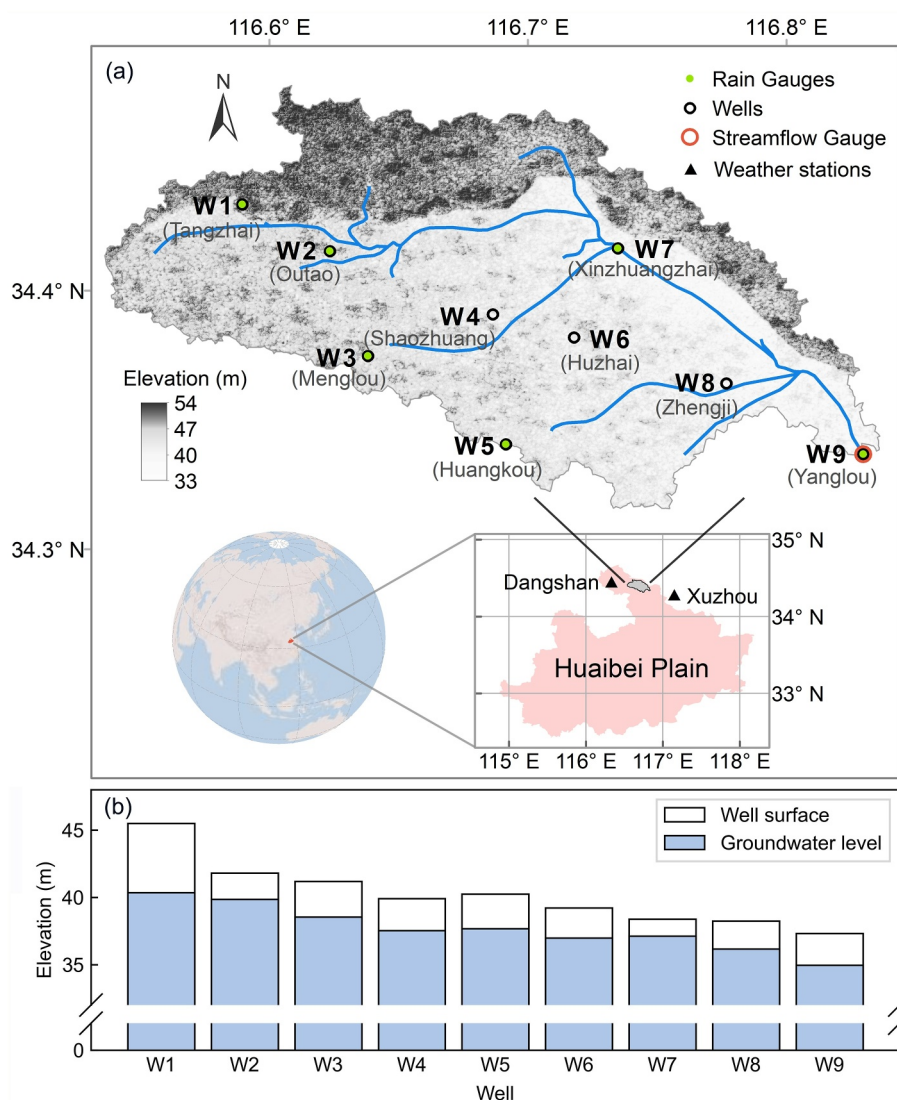 116.6° E
116.7° E
116.8° E
(a)
N
Rain Gauges
Wells
Streamflow Gauge
Weather stations
W1
(Tangzhai)
W2
(Outao)
W7
(Xinzhuangzhai)
34.4° N
W4
(Shaozhuang)
W6
(Huzhai)
W3
(Menglou)
W8
(Zhengji)
Elevation (m)
54
47
40
33
W5
(Huangkou)
W9
(Yanglou)
34.3° N
35° N
Dangshan
Xuzhou
34° N
Huaibei Plain
33° N
115° E
116° E
117° E
118° E
(b)
Well surface
Groundwater level
Elevation (m)
45
40
35
0
W1
W2
W3
W4
W5
W6
W7
W8
W9
Well